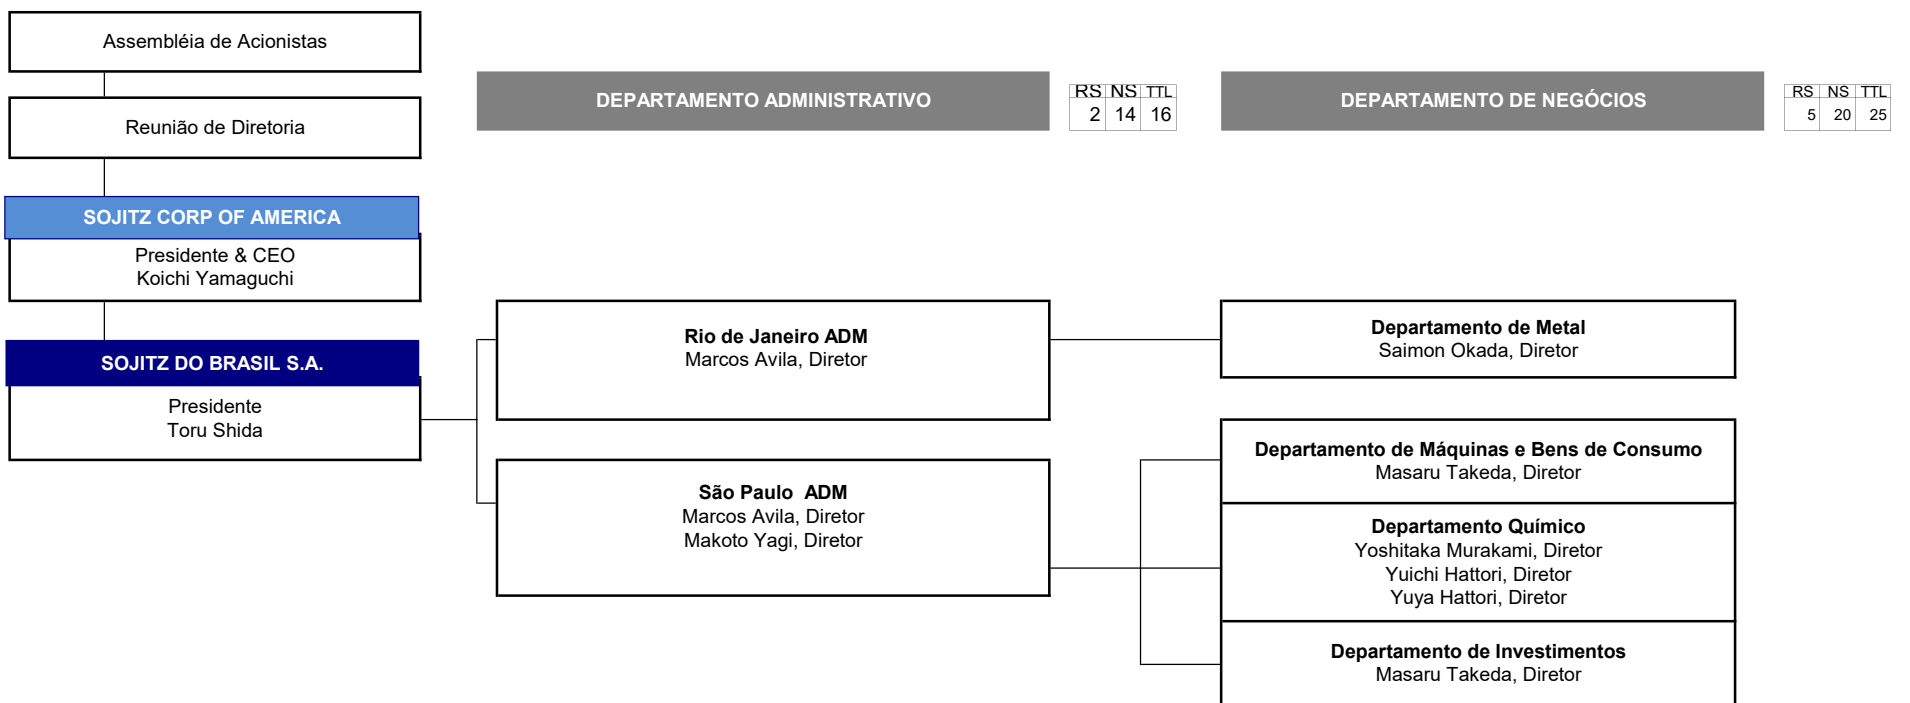 Assembléia de Acionistas
Reunião de Diretoria
SOJITZ CORP OF AMERICA
Presidente & CEO
Koichi Yamaguchi
SOJITZ DO BRASIL S.A.
Presidente
Toru Shida
DEPARTAMENTO ADMINISTRATIVO
RS NS TTL
2 14 16
Rio de Janeiro ADM
Marcos Avila, Diretor
São Paulo ADM
Marcos Avila, Diretor
Makoto Yagi, Diretor
DEPARTAMENTO DE NEGÓCIOS
RS NS TTL
5 20 25
Departamento de Metal
Saimon Okada, Diretor
Departamento de Máquinas e Bens de Consumo
Masaru Takeda, Diretor
Departamento Químico
Yoshitaka Murakami, Diretor
Yuichi Hattori, Diretor
Yuya Hattori, Diretor
Departamento de Investimentos
Masaru Takeda, Diretor